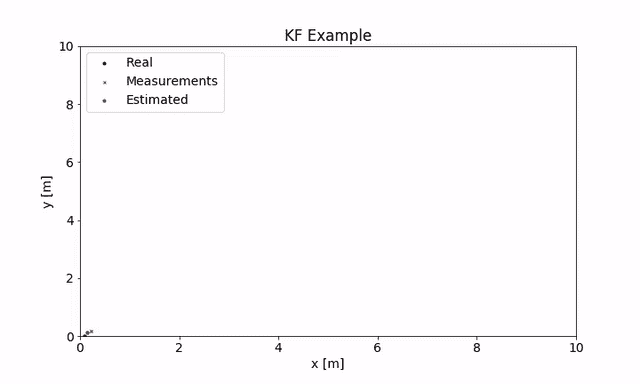 KF Example
Real
Measurements
Estimated
10
8
6
4
2
0
y [m]
0 2 4 6 8 10
x [m]